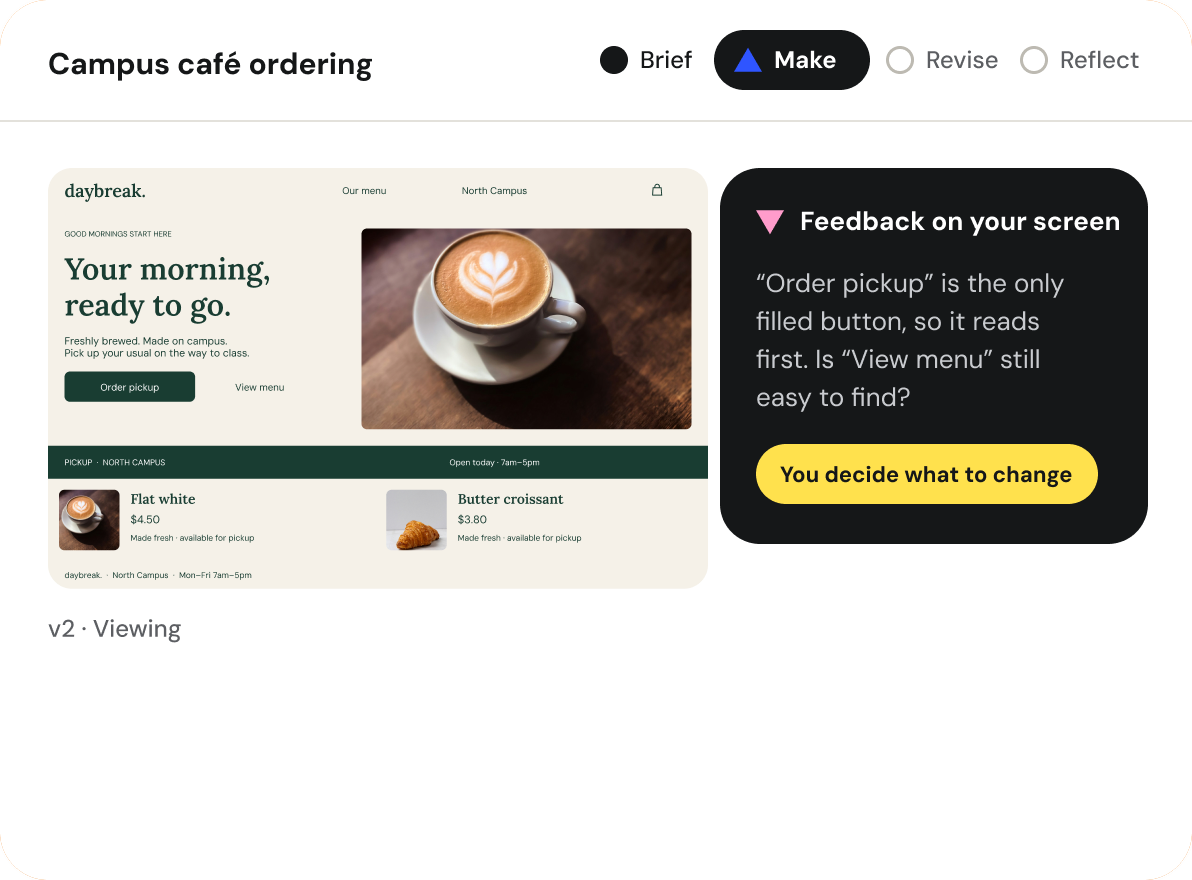 Campus café ordering
Brief
Make
Revise
Reflect
daybreak.
Our menu
North Campus
GOOD MORNINGS START HERE
Your morning,
ready to go.
Freshly brewed. Made on campus.
Pick up your usual on the way to class.
Order pickup
View menu
PICKUP · NORTH CAMPUS
Open today · 7am–5pm
Flat white
$4.50
Made fresh · available for pickup
Butter croissant
$3.80
Made fresh · available for pickup
daybreak. · North Campus · Mon–Fri 7am–5pm
v2 · Viewing
Feedback on your screen
“Order pickup” is the only
filled button, so it reads
first. Is “View menu” still
easy to find?
You decide what to change